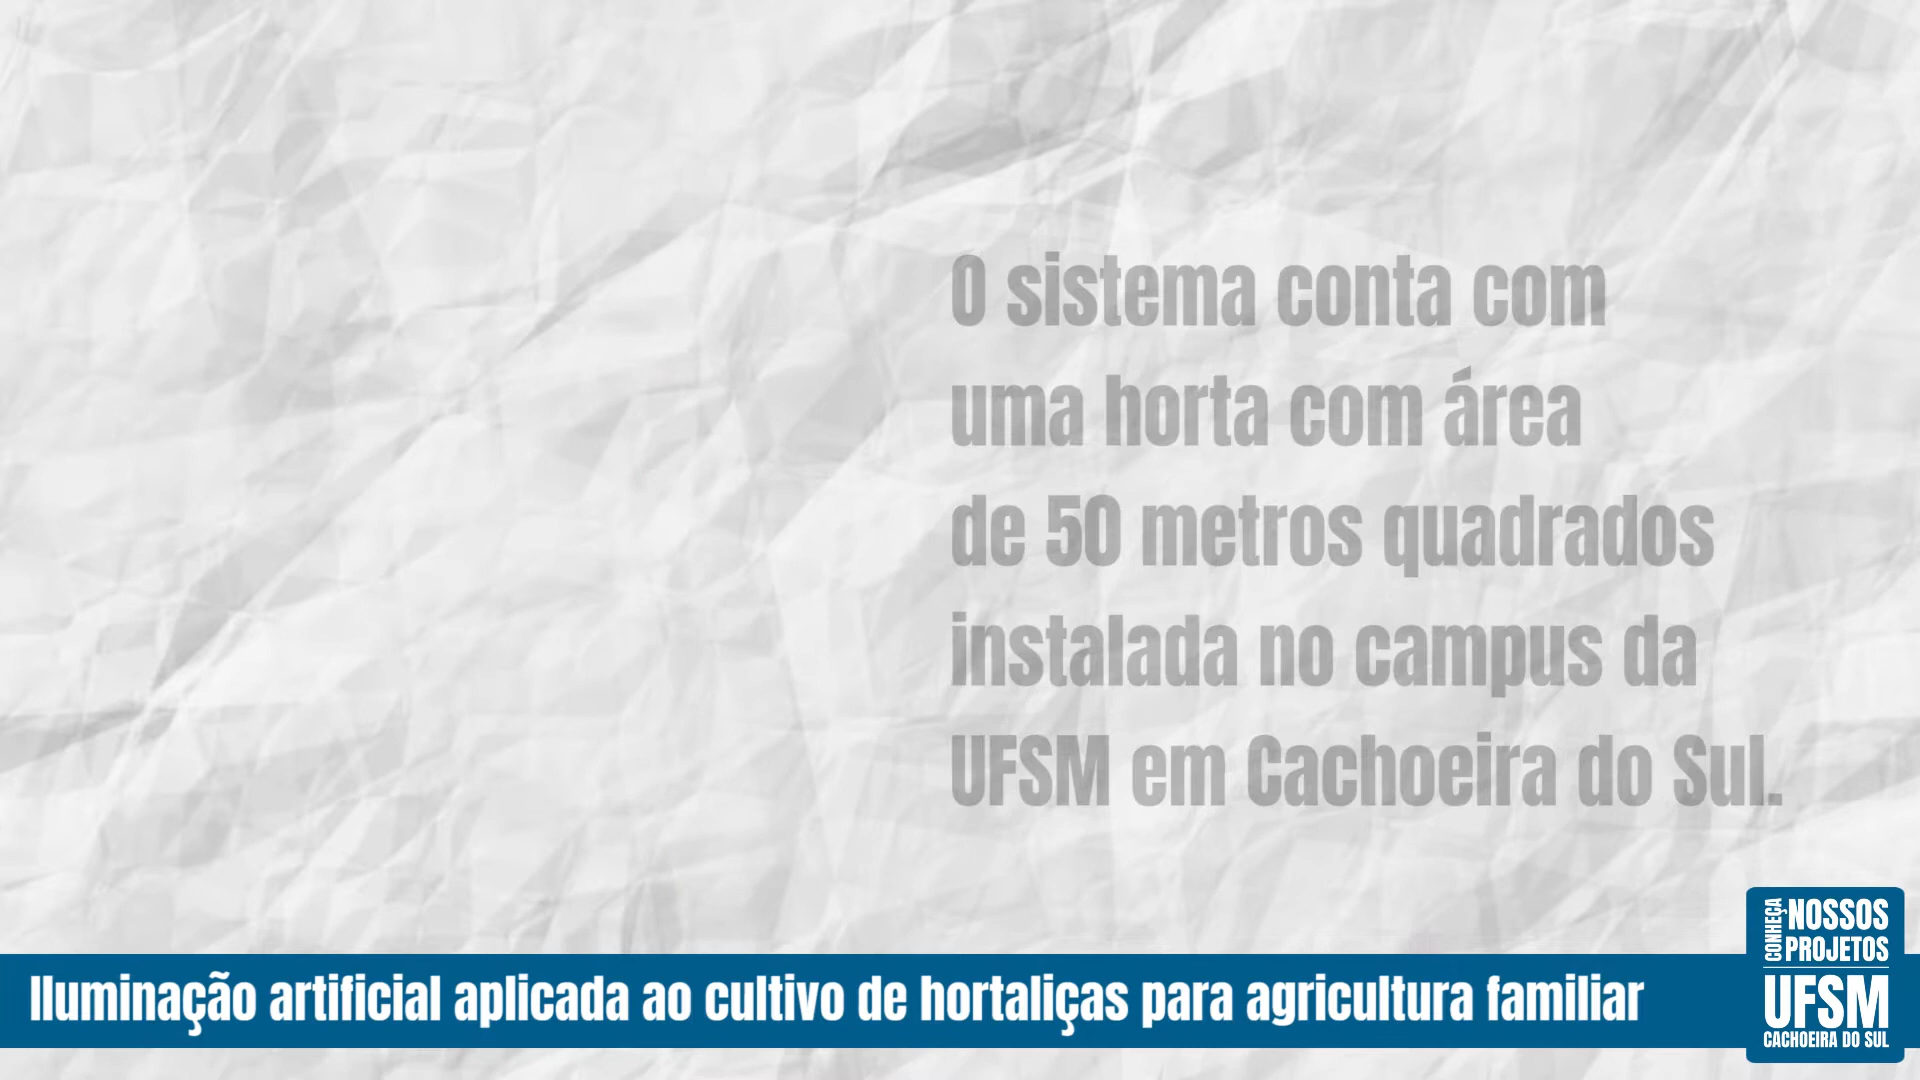 O sistema conta com
uma horta com área
de 50 metros quadrados
instalada no campus da
UFSM em Cachoeira do Sul.
Iluminação artificial aplicada ao cultivo de hortaliças para agricultura familiar
CONHEÇA
NOSSOS
PROJETOS
UFSM
CACHOEIRA DO SUL